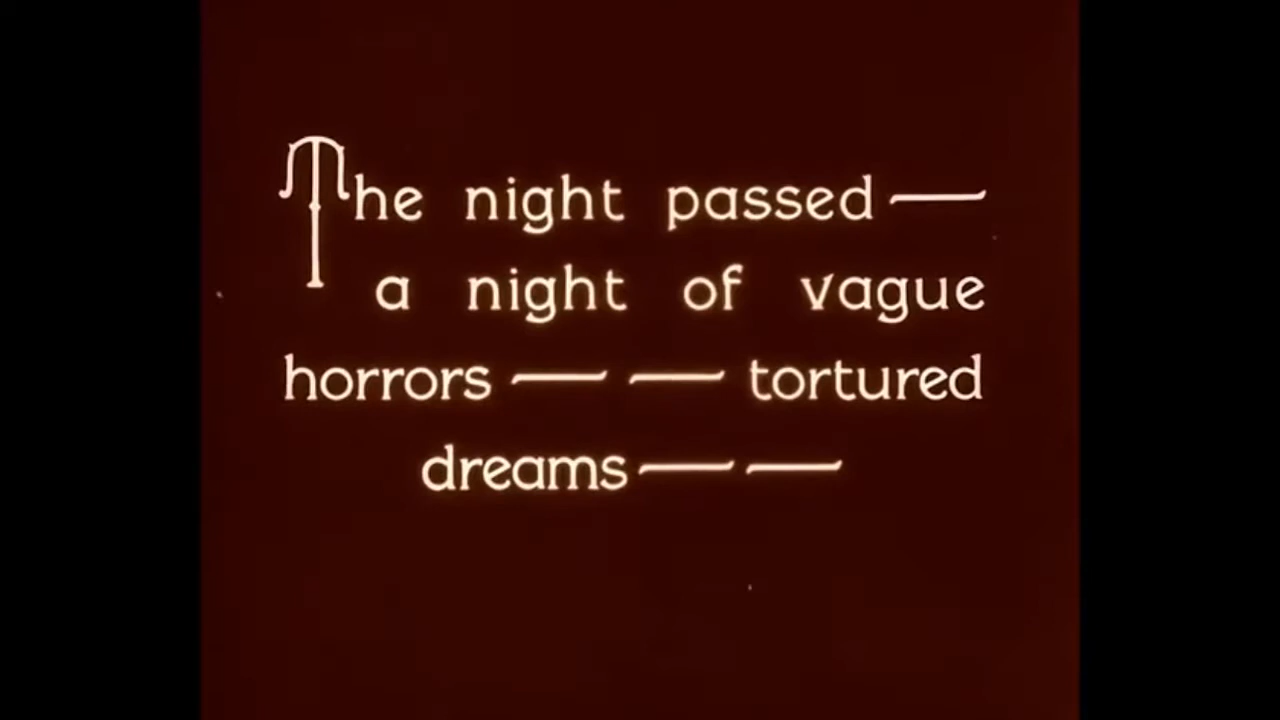 The night passed—
a night of vague
horrors — — tortured
dreams— —